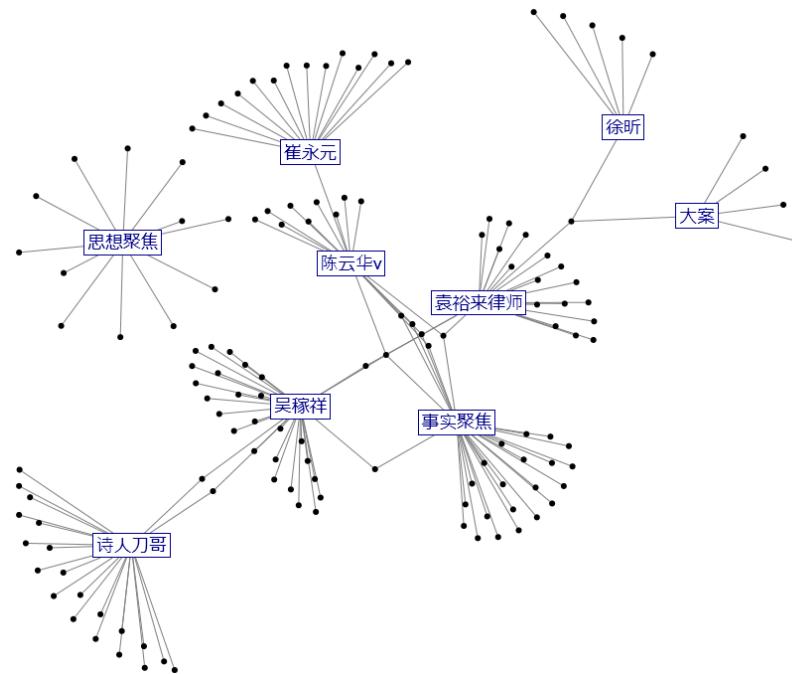 徐昕
崔永元
大案
思想聚焦
陈云华v
袁裕来律师
吴稼祥
事实聚焦
诗人刀哥